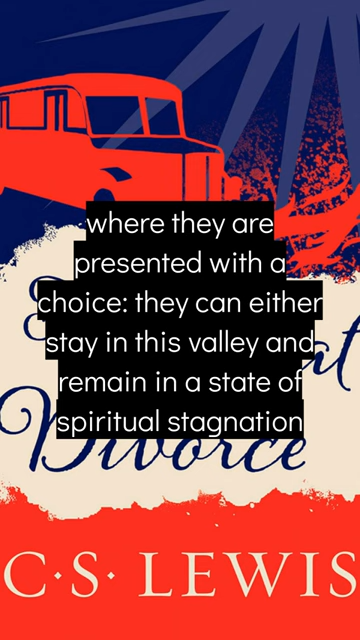 where they are
presented with a
choice: they can either
stay in this valley and
remain in a state of
spiritual stagnation
Divorce
C·S· LEWIS